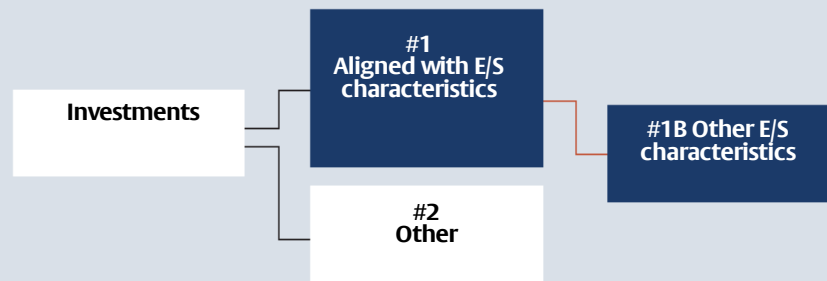 Investments
#1
Aligned with E/S
characteristics
#1B Other E/S
characteristics
#2
Other